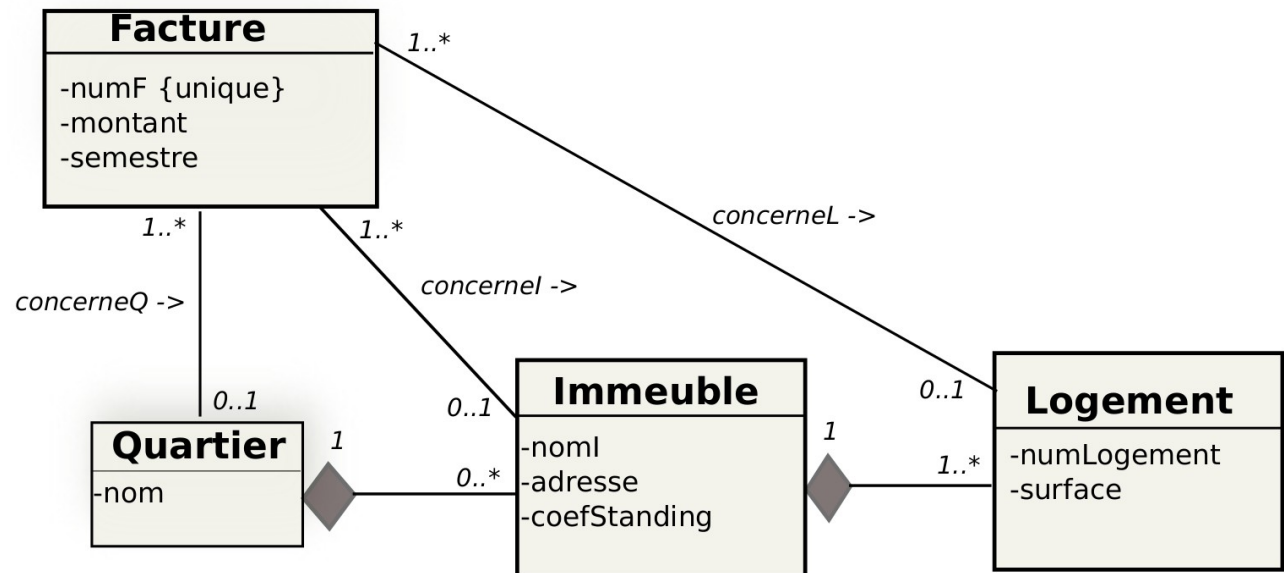 Facture
-numF {unique}
-montant
-semestre
1..*
concerneL ->
0..1
1..*
concerneI ->
0..1
1..*
concerneQ ->
0..1
Quartier
-nom
1
0..*
Immeuble
-nomI
-adresse
-coefStanding
1
1..*
Logement
-numLogement
-surface